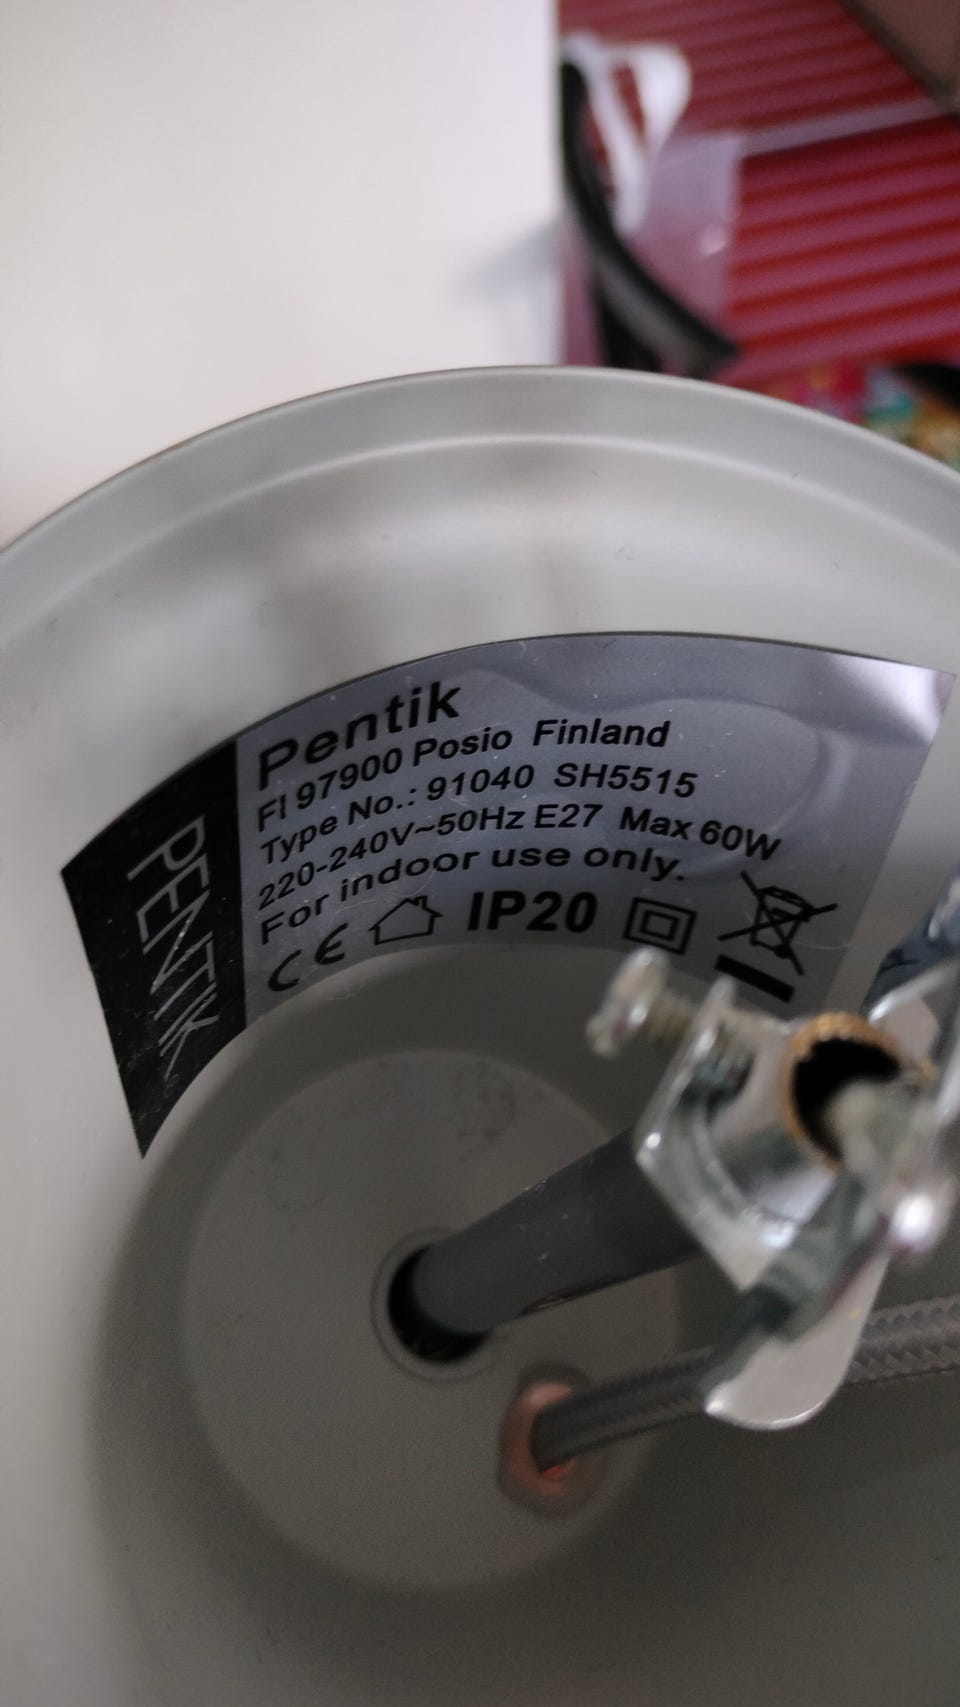 PENTIK
Pentik
FI 97900 Posio Finland
Type No.: 91040 SH5515
220-240V~50Hz E27 Max 60W
For indoor use only.
CE IP20